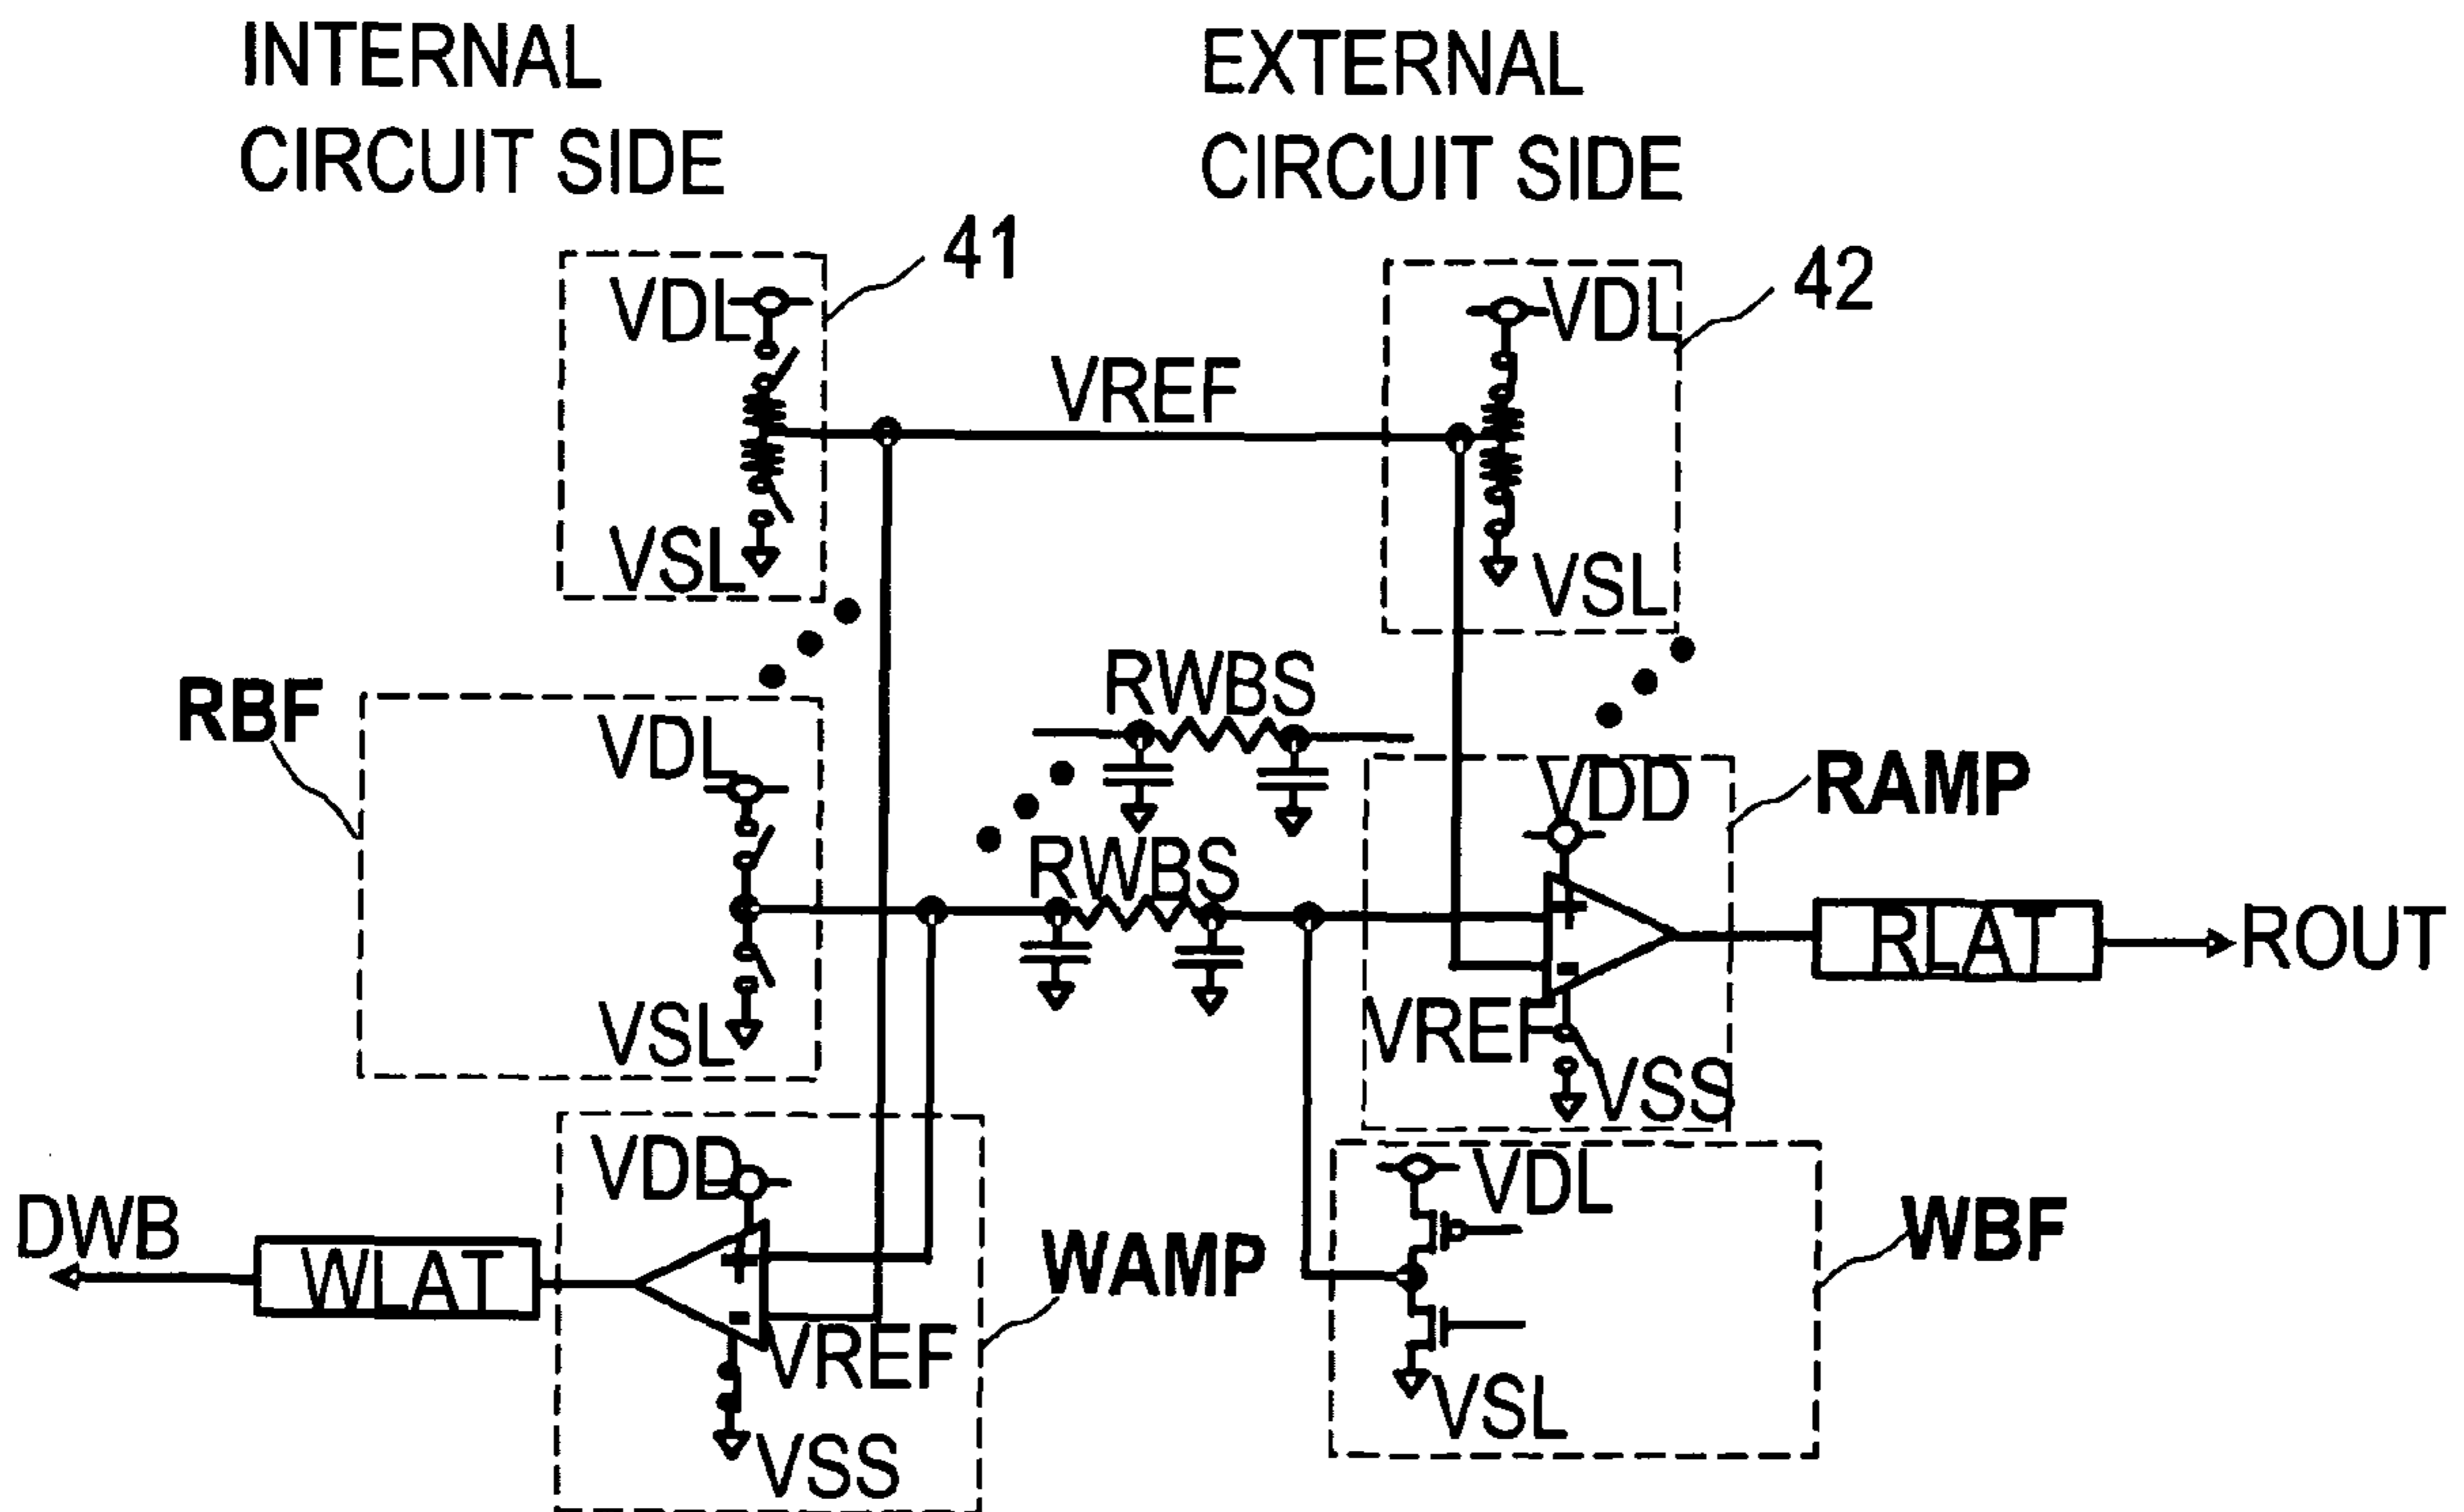 INTERNAL
CIRCUIT SIDE
EXTERNAL
CIRCUIT SIDE
41
42
VDL
VDL
VREF
VSL
VSL
RBF
RWBS
VDL
VDD
RAMP
RWBS
+
-
RLAT
ROUT
VREF
VSL
VSS
VDD
VDL
DWB
WLAT
+
-
WAMP
WBF
VREF
VSL
VSS